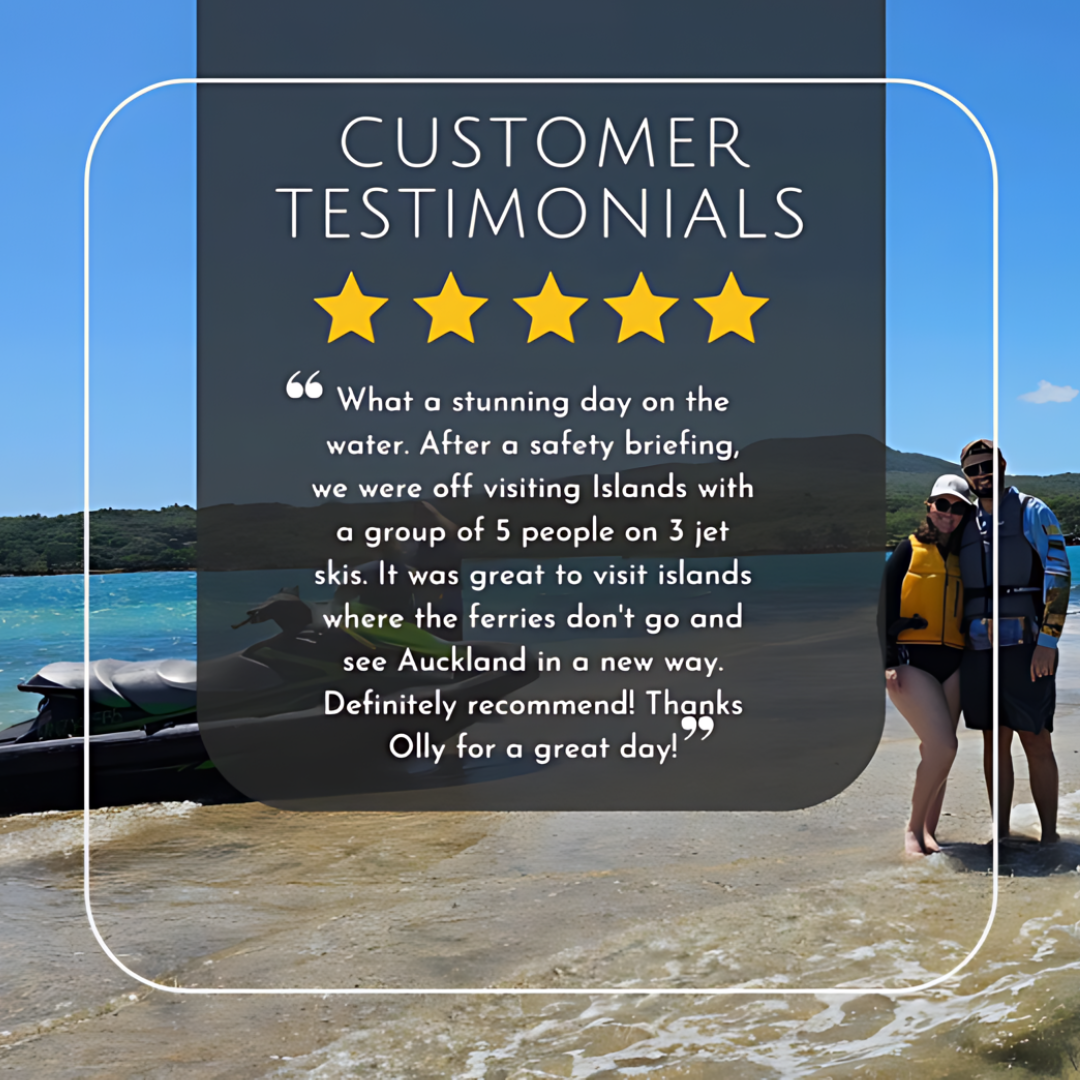 CUSTOMER
TESTIMONIALS
“ What a stunning day on the
water. After a safety briefing,
we were off visiting Islands with
a group of 5 people on 3 jet
skis. It was great to visit islands
where the ferries don't go and
see Auckland in a new way.
Definitely recommend! Thanks
Olly for a great day! ”